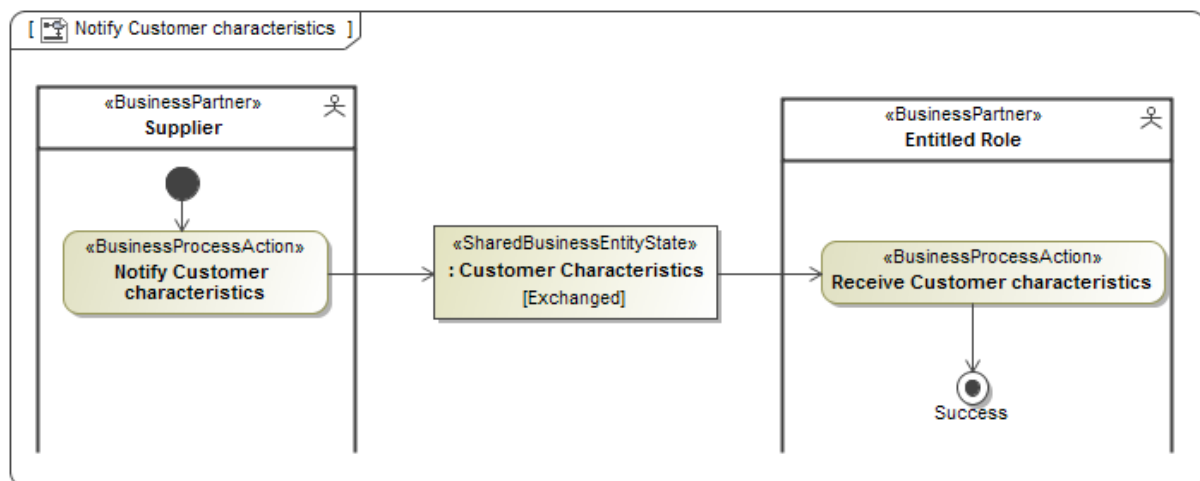 [ Notify Customer characteristics ]
«BusinessPartner»
Supplier
«BusinessPartner»
Entitled Role
«BusinessProcessAction»
Notify Customer
characteristics
«SharedBusinessEntityState»
: Customer Characteristics
[Exchanged]
«BusinessProcessAction»
Receive Customer characteristics
Success